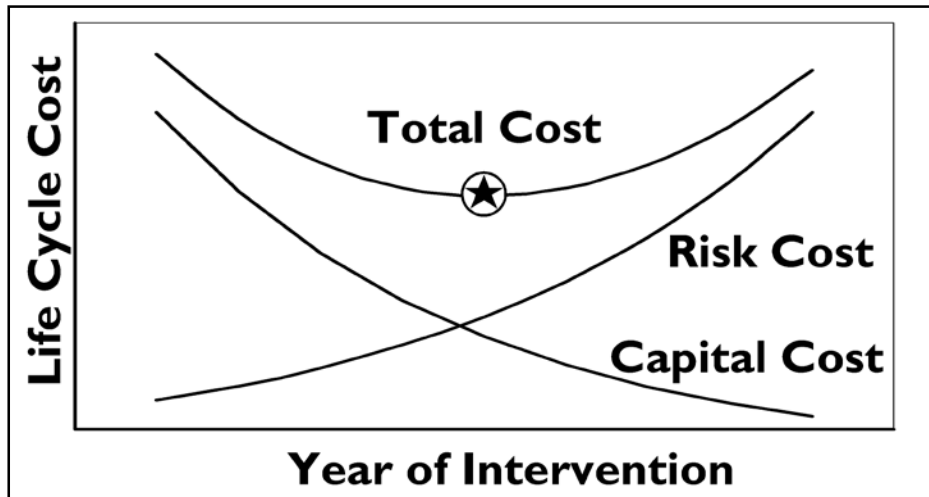 Total Cost
Risk Cost
Capital Cost
Life Cycle Cost
Year of Intervention